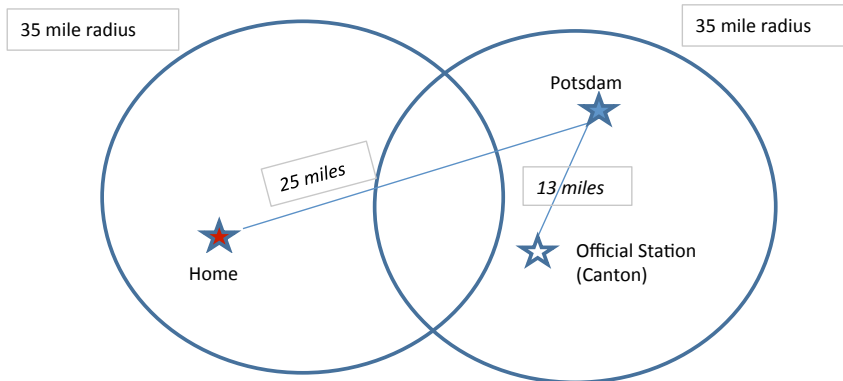 35 mile radius
35 mile radius
Potsdam
25 miles
13 miles
Home
Official Station
(Canton)